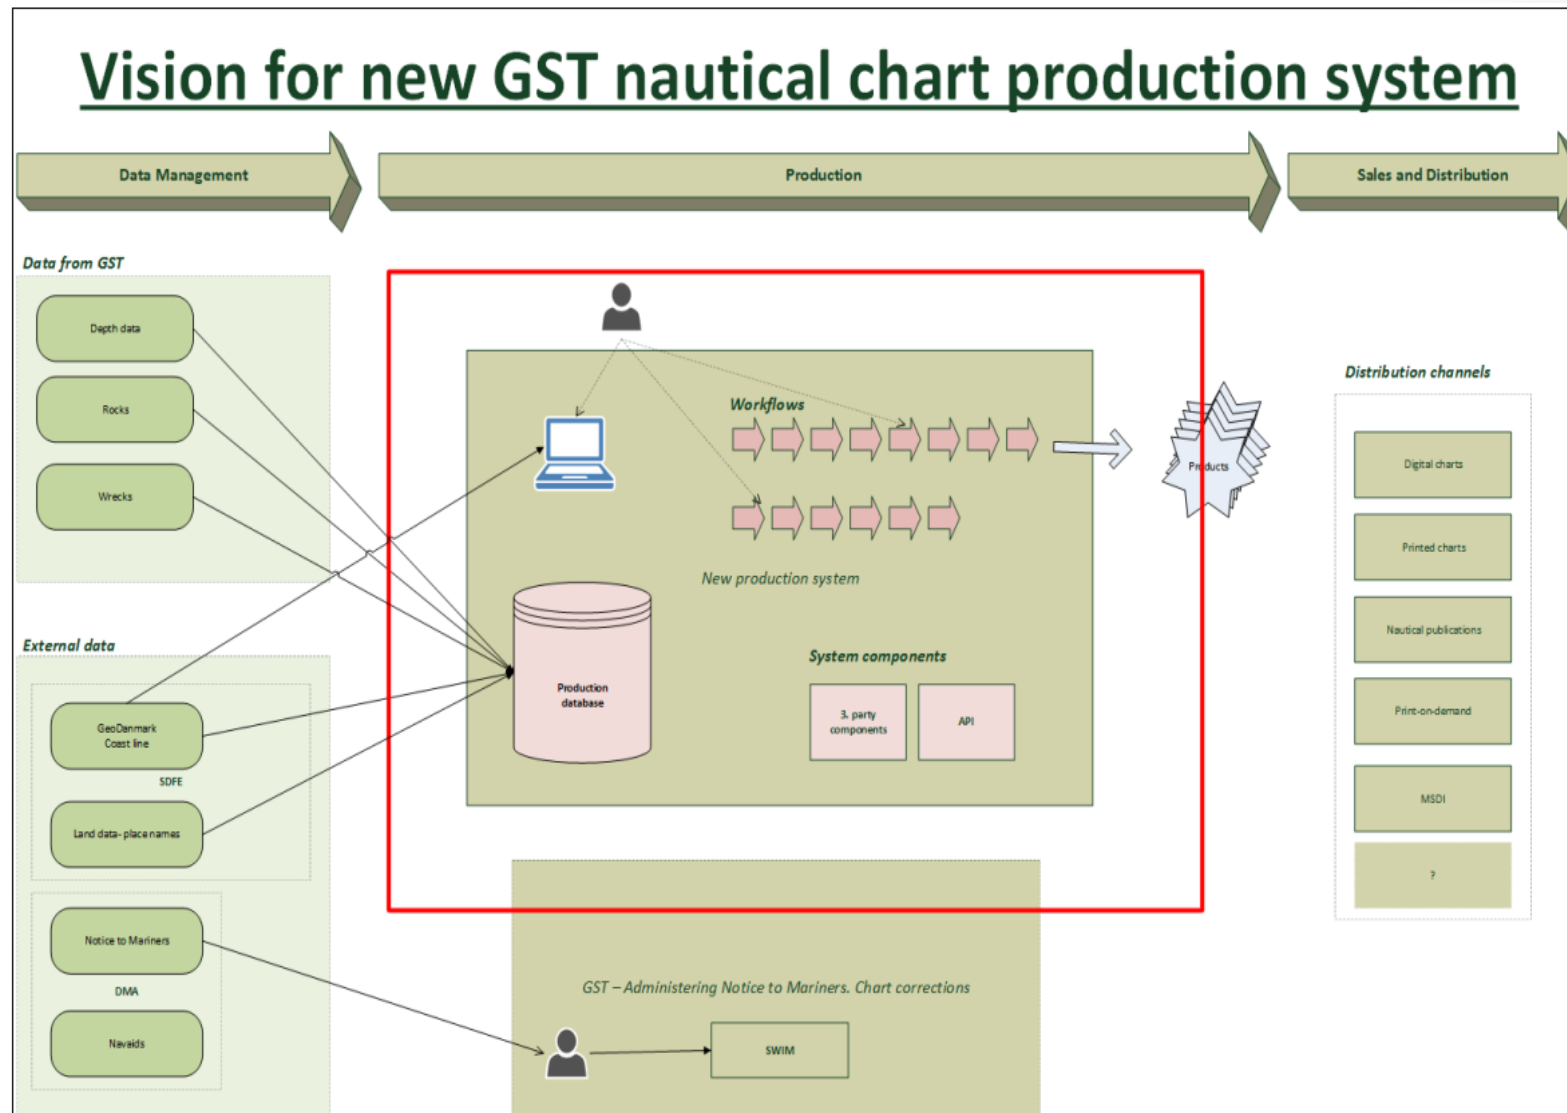 Vision for new GST nautical chart production system
Data Management
Production
Sales and Distribution
Data from GST
Depth data
Rocks
Wrecks
External data
GeoDanmark
Coast line
SDFE
Land data- place names
Notice to Mariners
DMA
Navaids
Workflows
New production system
Production
database
System components
3. party
components
API
Products
GST – Administering Notice to Mariners. Chart corrections
SWIM
Distribution channels
Digital charts
Printed charts
Nautical publications
Print-on-demand
MSDI
?